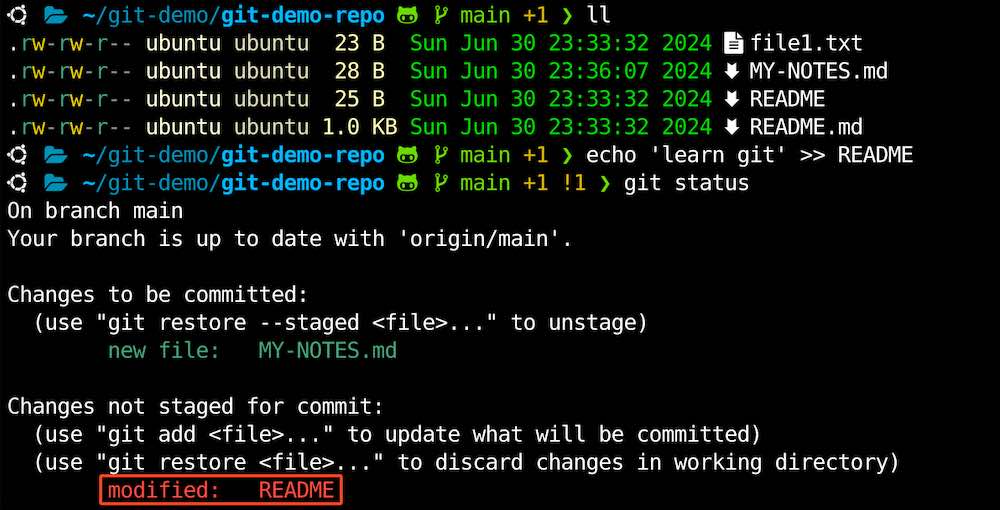 ~/git-demo/git-demo-repo main +1 ❯ ll
.rw-rw-r-- ubuntu ubuntu 23 B Sun Jun 30 23:33:32 2024 file1.txt
.rw-rw-r-- ubuntu ubuntu 28 B Sun Jun 30 23:36:07 2024 MY-NOTES.md
.rw-rw-r-- ubuntu ubuntu 25 B Sun Jun 30 23:33:32 2024 README
.rw-rw-r-- ubuntu ubuntu 1.0 KB Sun Jun 30 23:33:32 2024 README.md
~/git-demo/git-demo-repo main +1 ❯ echo 'learn git' >> README
~/git-demo/git-demo-repo main +1 !1 ❯ git status
On branch main
Your branch is up to date with 'origin/main'.
Changes to be committed:
(use "git restore --staged <file>..." to unstage)
new file: MY-NOTES.md
Changes not staged for commit:
(use "git add <file>..." to update what will be committed)
(use "git restore <file>..." to discard changes in working directory)
modified: README